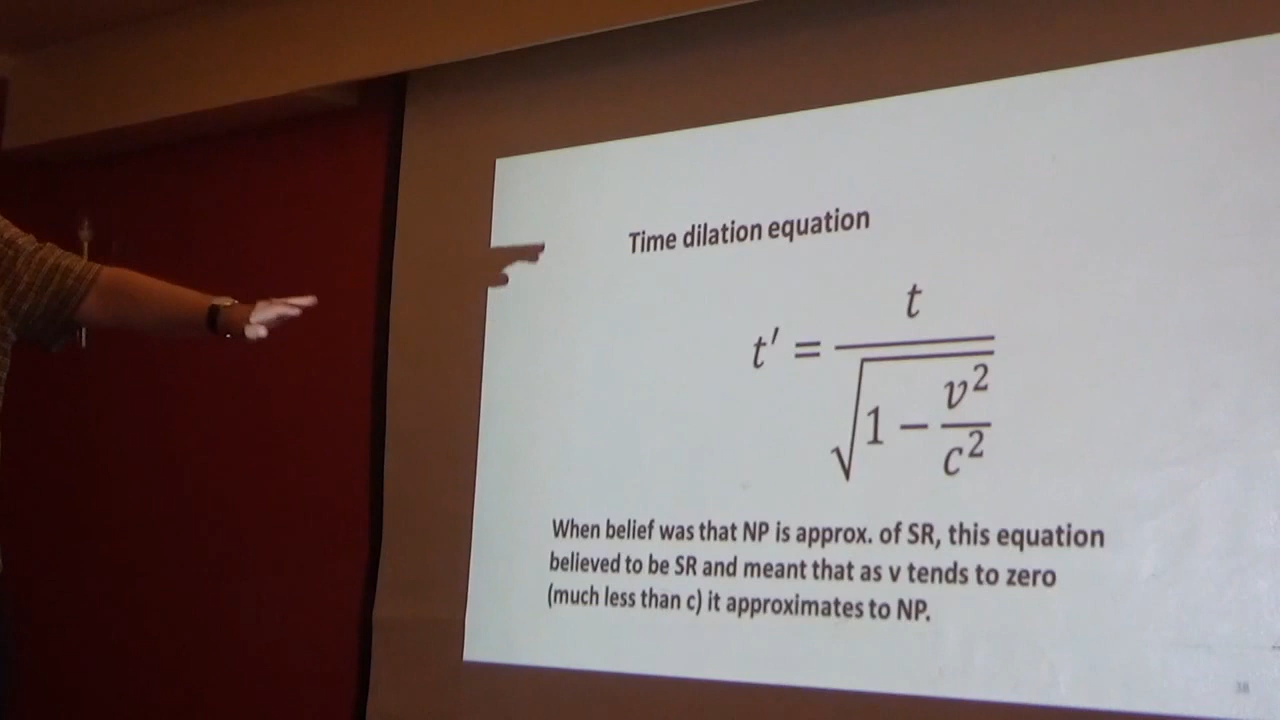 Time dilation equation
t' = t / √(1 − v²/c²)
When belief was that NP is approx. of SR, this equation
believed to be SR and meant that as v tends to zero
(much less than c) it approximates to NP.